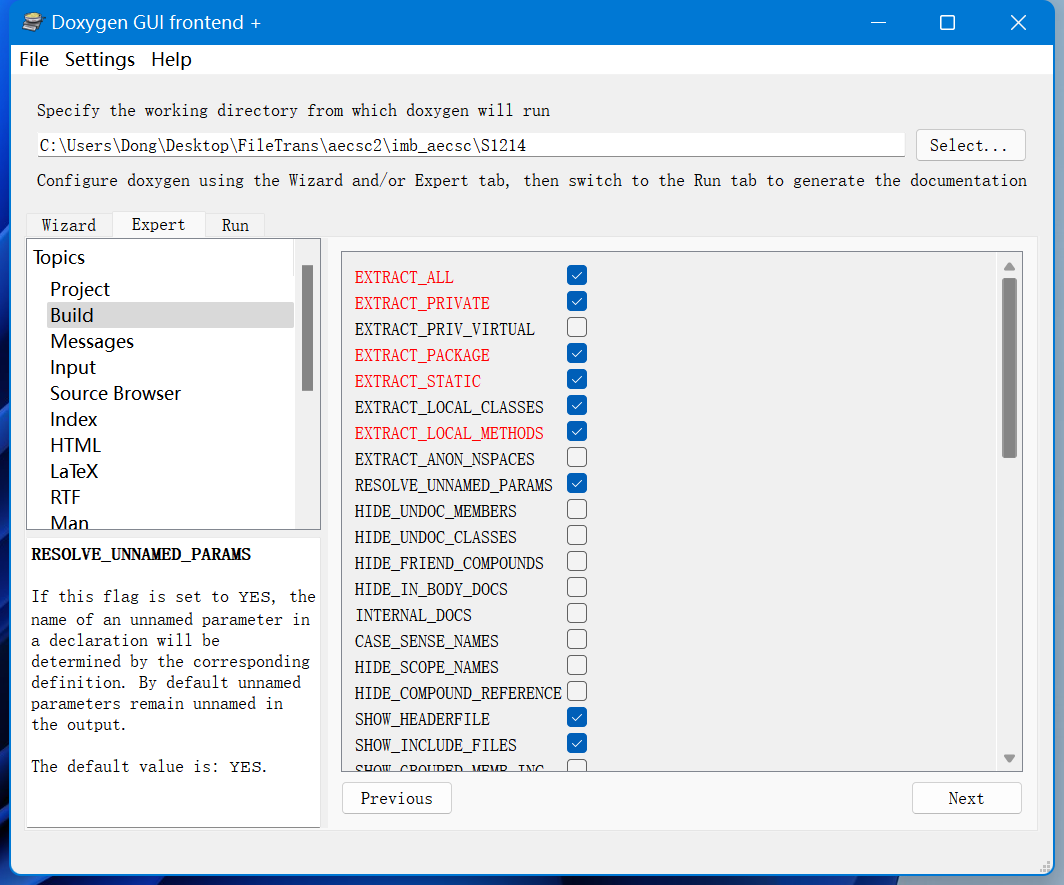 Doxygen GUI frontend +
File Settings Help
Specify the working directory from which doxygen will run
C:\Users\Dong\Desktop\FileTrans\aecsc2\imb_aecsc\S1214
Select...
Configure doxygen using the Wizard and/or Expert tab, then switch to the Run tab to generate the documentation
Wizard Expert Run
Topics
Project
Build
Messages
Input
Source Browser
Index
HTML
LaTeX
RTF
Man
RESOLVE_UNNAMED_PARAMS
If this flag is set to YES, the
name of an unnamed parameter in
a declaration will be
determined by the corresponding
definition. By default unnamed
parameters remain unnamed in
the output.
The default value is: YES.
EXTRACT_ALL
EXTRACT_PRIVATE
EXTRACT_PRIV_VIRTUAL
EXTRACT_PACKAGE
EXTRACT_STATIC
EXTRACT_LOCAL_CLASSES
EXTRACT_LOCAL_METHODS
EXTRACT_ANON_NSPACES
RESOLVE_UNNAMED_PARAMS
HIDE_UNDOC_MEMBERS
HIDE_UNDOC_CLASSES
HIDE_FRIEND_COMPOUNDS
HIDE_IN_BODY_DOCS
INTERNAL_DOCS
CASE_SENSE_NAMES
HIDE_SCOPE_NAMES
HIDE_COMPOUND_REFERENCE
SHOW_HEADERFILE
SHOW_INCLUDE_FILES
SHOW_GROUPED_MEMB_INC
Previous
Next